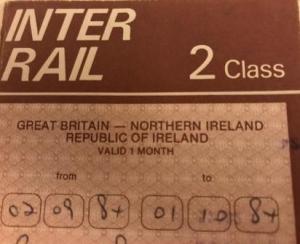 INTER
RAIL
2 Class
GREAT BRITAIN — NORTHERN IRELAND
REPUBLIC OF IRELAND
VALID 1 MONTH
from to
02 09 84 01 10 84